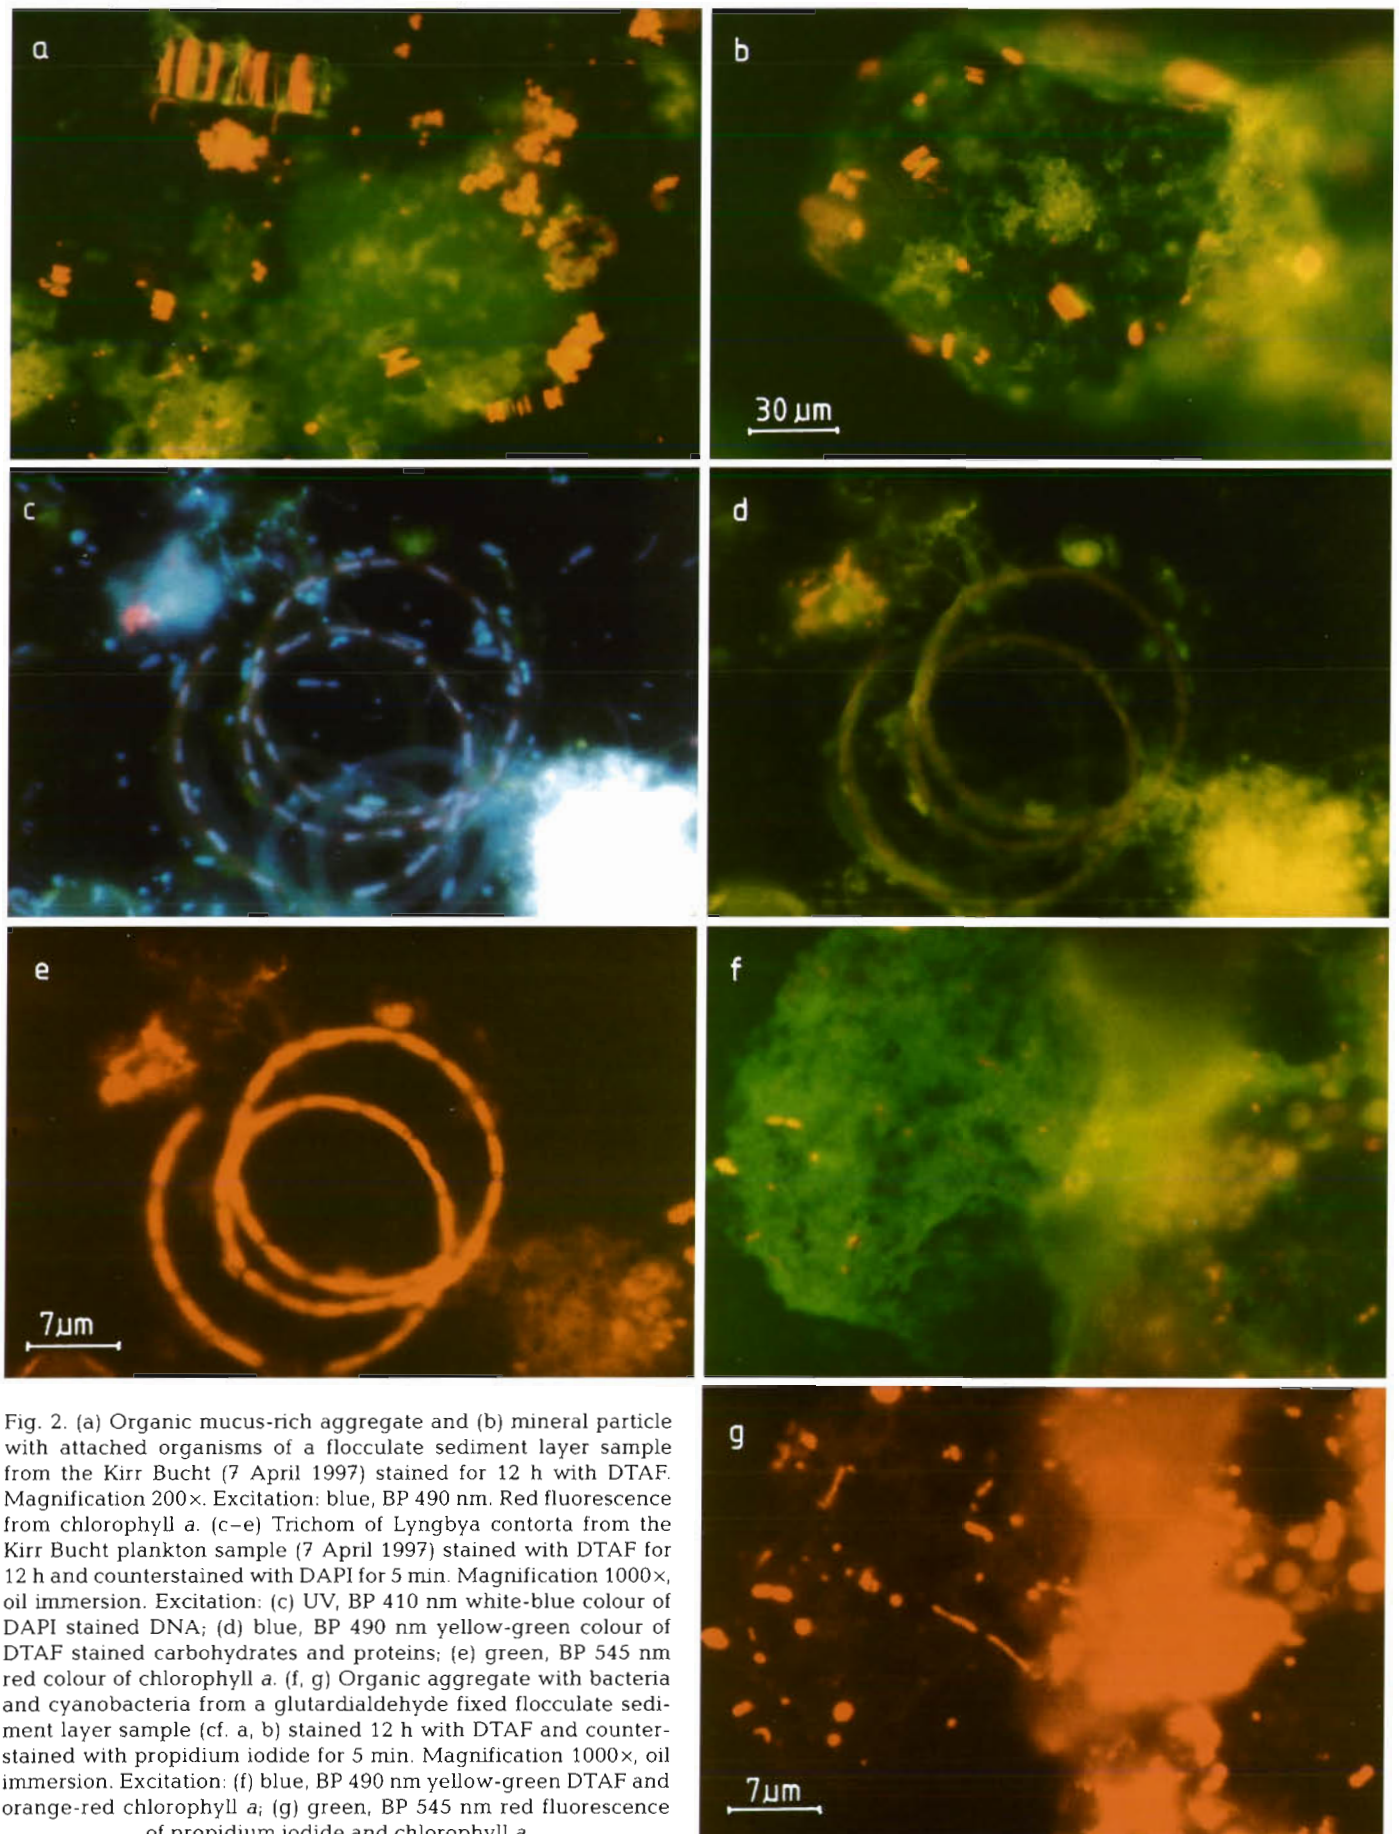 a
b
30 µm
c
d
e
7µm
f
g
7µm
Fig. 2. (a) Organic mucus-rich aggregate and (b) mineral particle
with attached organisms of a flocculate sediment layer sample
from the Kirr Bucht (7 April 1997) stained for 12 h with DTAF.
Magnification 200×. Excitation: blue, BP 490 nm. Red fluorescence
from chlorophyll a. (c–e) Trichom of Lyngbya contorta from the
Kirr Bucht plankton sample (7 April 1997) stained with DTAF for
12 h and counterstained with DAPI for 5 min. Magnification 1000×,
oil immersion. Excitation: (c) UV, BP 410 nm white-blue colour of
DAPI stained DNA; (d) blue, BP 490 nm yellow-green colour of
DTAF stained carbohydrates and proteins; (e) green, BP 545 nm
red colour of chlorophyll a. (f, g) Organic aggregate with bacteria
and cyanobacteria from a glutardialdehyde fixed flocculate sedi-
ment layer sample (cf. a, b) stained 12 h with DTAF and counter-
stained with propidium iodide for 5 min. Magnification 1000×, oil
immersion. Excitation: (f) blue, BP 490 nm yellow-green DTAF and
orange-red chlorophyll a; (g) green, BP 545 nm red fluorescence
of propidium iodide and chlorophyll a